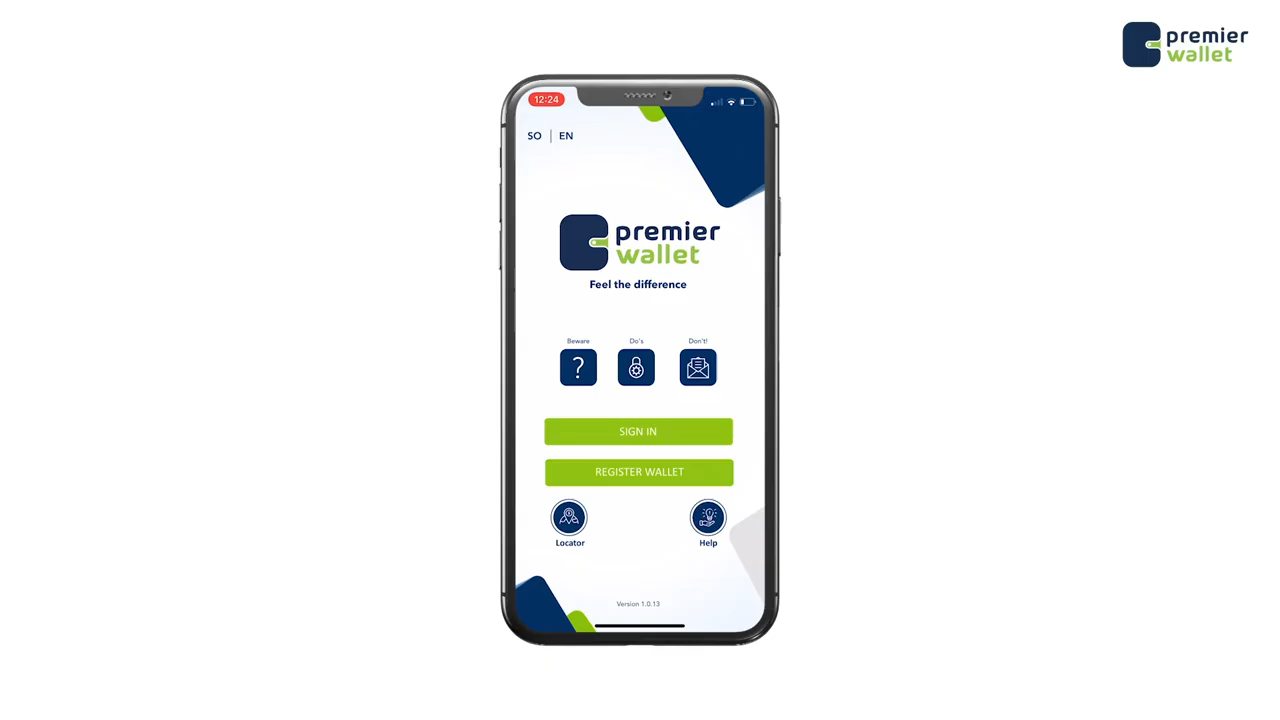 premier
wallet
12:24
SO | EN
premier
wallet
Feel the difference
Beware
Do's
Don't!
?
SIGN IN
REGISTER WALLET
Locator
Help
Version 1.0.13